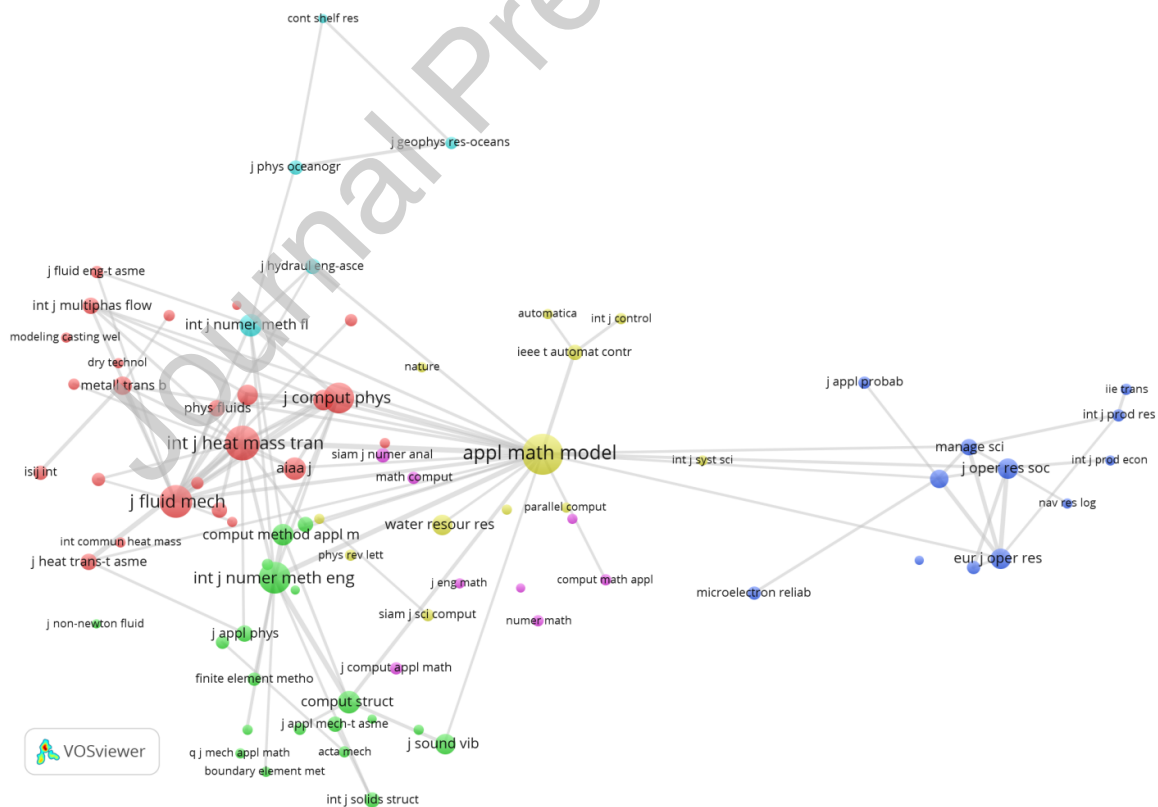 cont shelf res
j geophys res-oceans
j phys oceanogr
Journal Pre
j hydraul eng-asce
j fluid eng-t asme
int j multiphas flow
int j numer meth fl
modeling casting wel
automatica
int j control
ieee t automat contr
dry technol
nature
metall trans b
j appl probab
iie trans
j comput phys
phys fluids
int j prod res
int j heat mass tran
siam j numer anal
appl math model
manage sci
int j syst sci
int j prod econ
aiaa j
j oper res soc
isij int
math comput
j fluid mech
nav res log
parallel comput
water resour res
comput method appl m
int commun heat mass
phys rev lett
j heat trans-t asme
eur j oper res
int j numer meth eng
j eng math
comput math appl
microelectron reliab
siam j sci comput
numer math
j non-newton fluid
j appl phys
j comput appl math
finite element metho
comput struct
j appl mech-t asme
j sound vib
q j mech appl math
acta mech
boundary element met
int j solids struct
VOSviewer